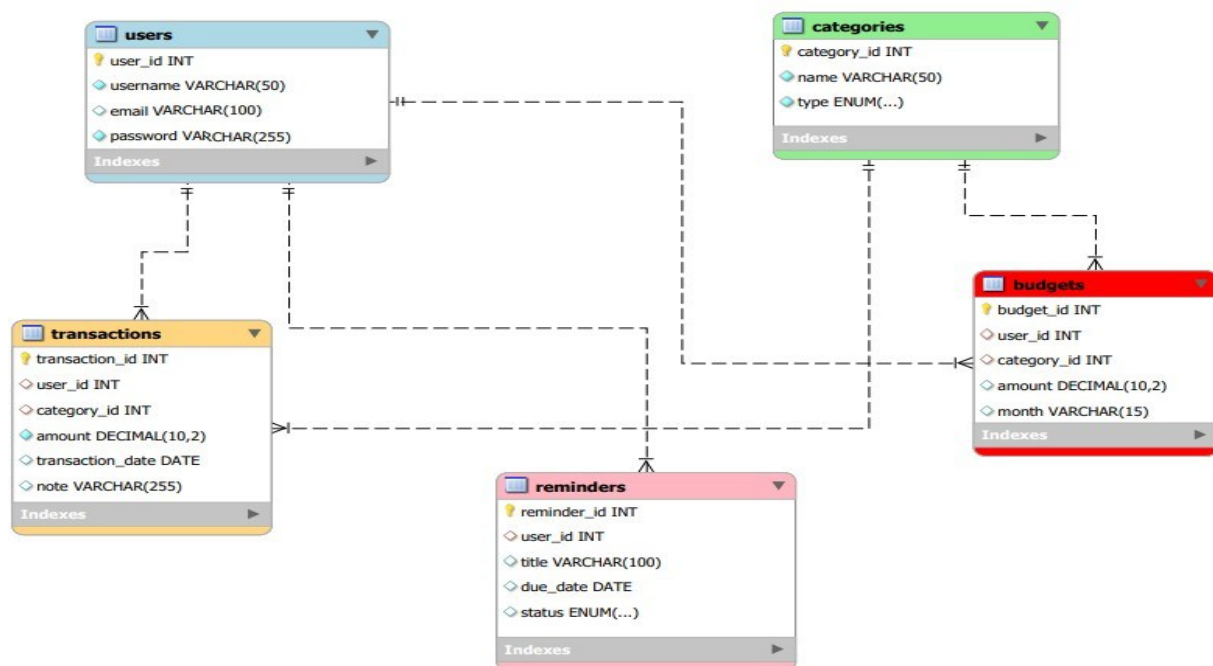 users
user_id INT
username VARCHAR(50)
email VARCHAR(100)
password VARCHAR(255)
Indexes
categories
category_id INT
name VARCHAR(50)
type ENUM(...)
Indexes
transactions
transaction_id INT
user_id INT
category_id INT
amount DECIMAL(10,2)
transaction_date DATE
note VARCHAR(255)
Indexes
budgets
budget_id INT
user_id INT
category_id INT
amount DECIMAL(10,2)
month VARCHAR(15)
Indexes
reminders
reminder_id INT
user_id INT
title VARCHAR(100)
due_date DATE
status ENUM(...)
Indexes